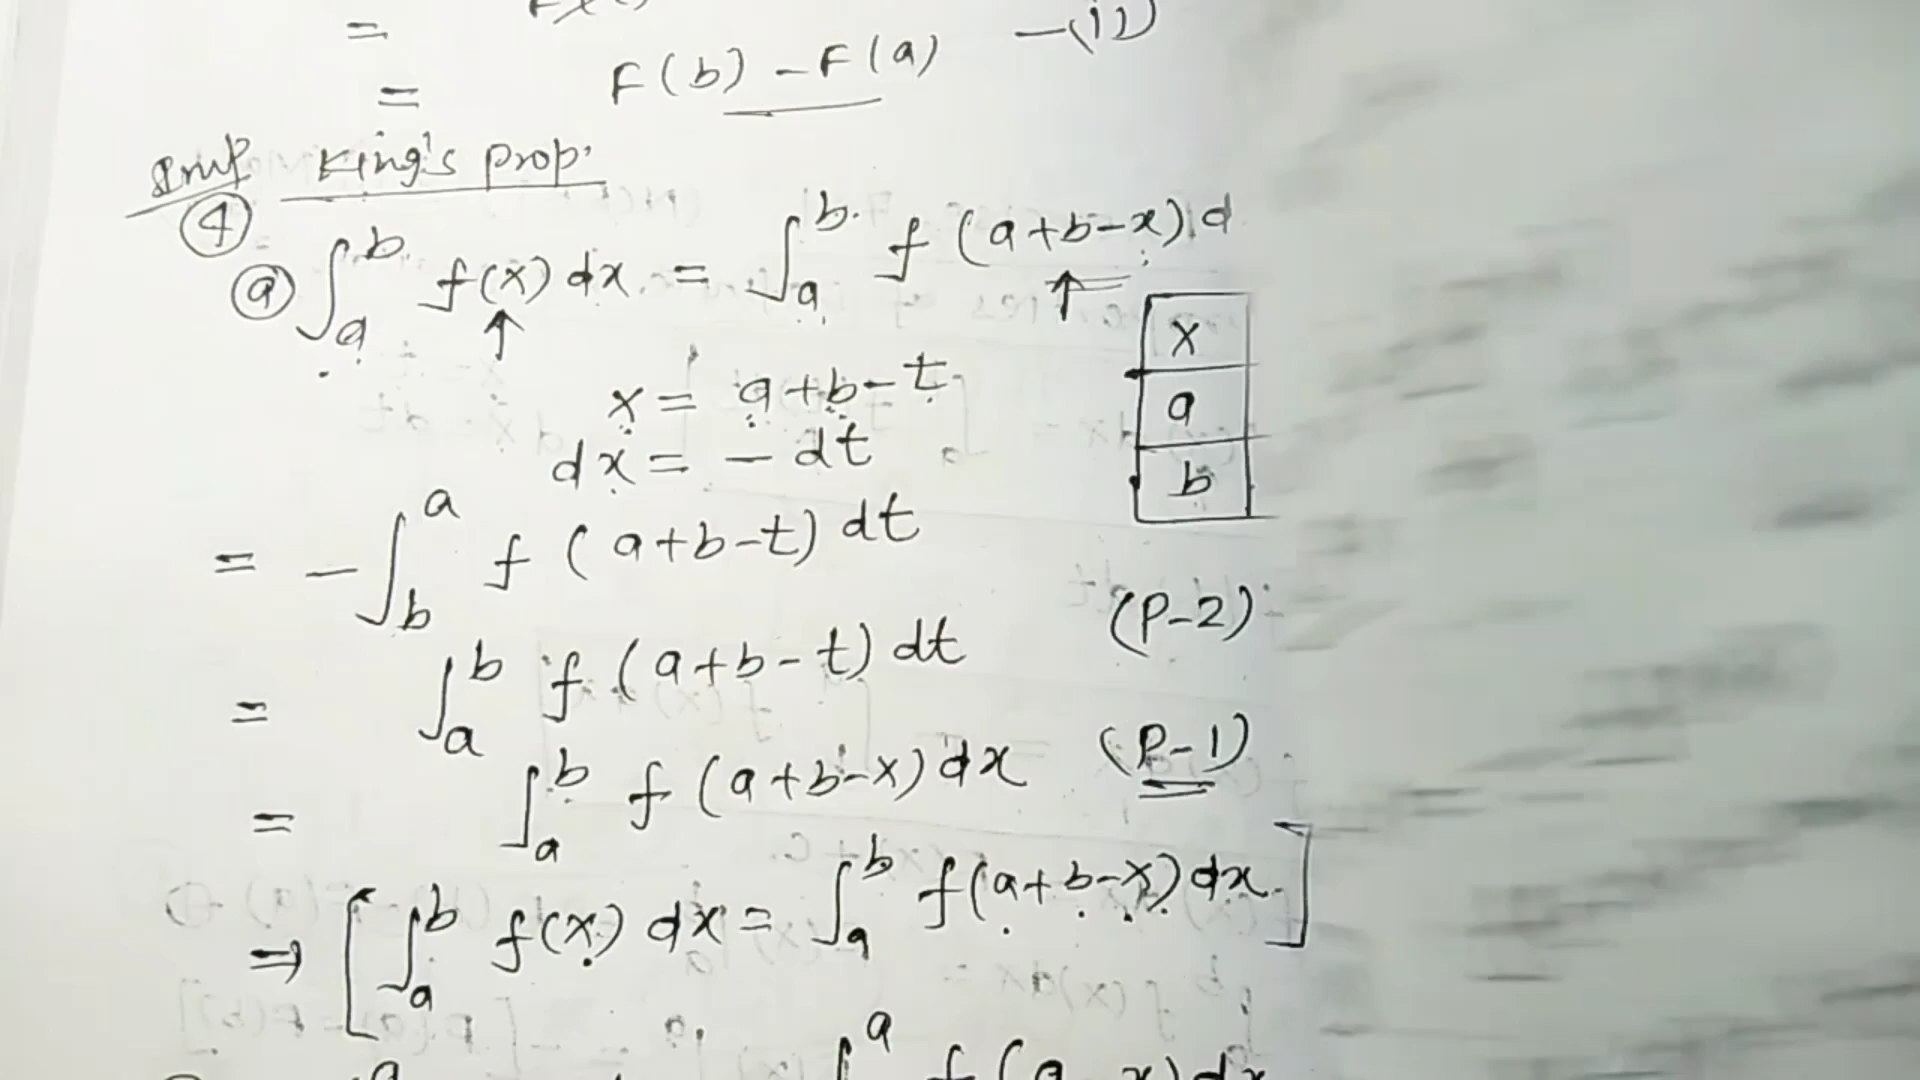 =
= F(b) - F(a) -(ii)
Imp King's prop.
④
ⓐ ∫_a^b f(x) dx = ∫_a^b f(a+b-x) d
x = a+b-t
dx = - dt
x
a
b
= -∫_b^a f(a+b-t) dt
= ∫_a^b f(a+b-t) dt (P-2)
= ∫_a^b f(a+b-x) dx (P-1)
⇒ [∫_a^b f(x) dx = ∫_a^b f(a+b-x) dx]